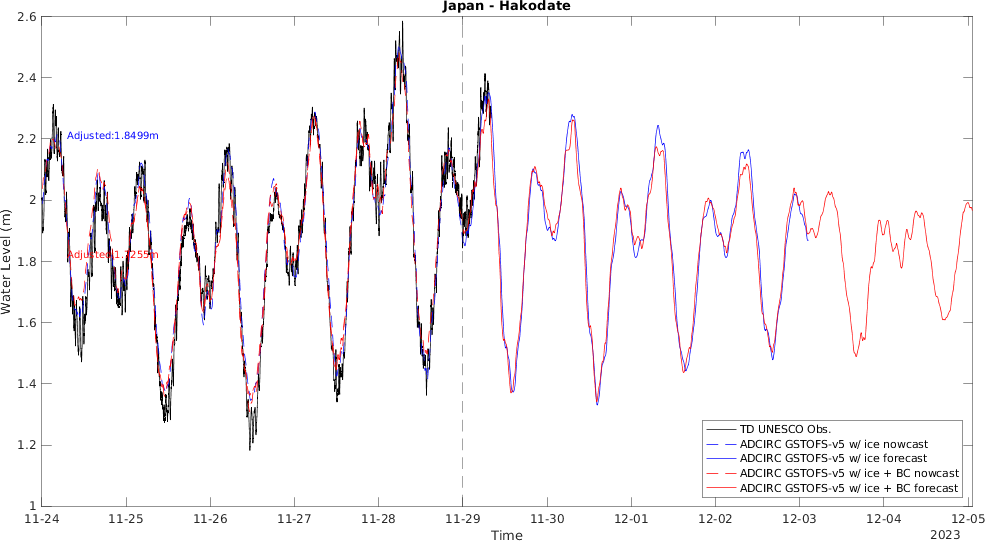 Japan - Hakodate
2.6
2.4
2.2
2
1.8
1.6
1.4
1.2
1
Water Level (m)
Adjusted:1.8499m
Adjusted:1.7255m
TD UNESCO Obs.
ADCIRC GSTOFS-v5 w/ ice nowcast
ADCIRC GSTOFS-v5 w/ ice forecast
ADCIRC GSTOFS-v5 w/ ice + BC nowcast
ADCIRC GSTOFS-v5 w/ ice + BC forecast
11-24 11-25 11-26 11-27 11-28 11-29 11-30 12-01 12-02 12-03 12-04 12-05
Time
2023